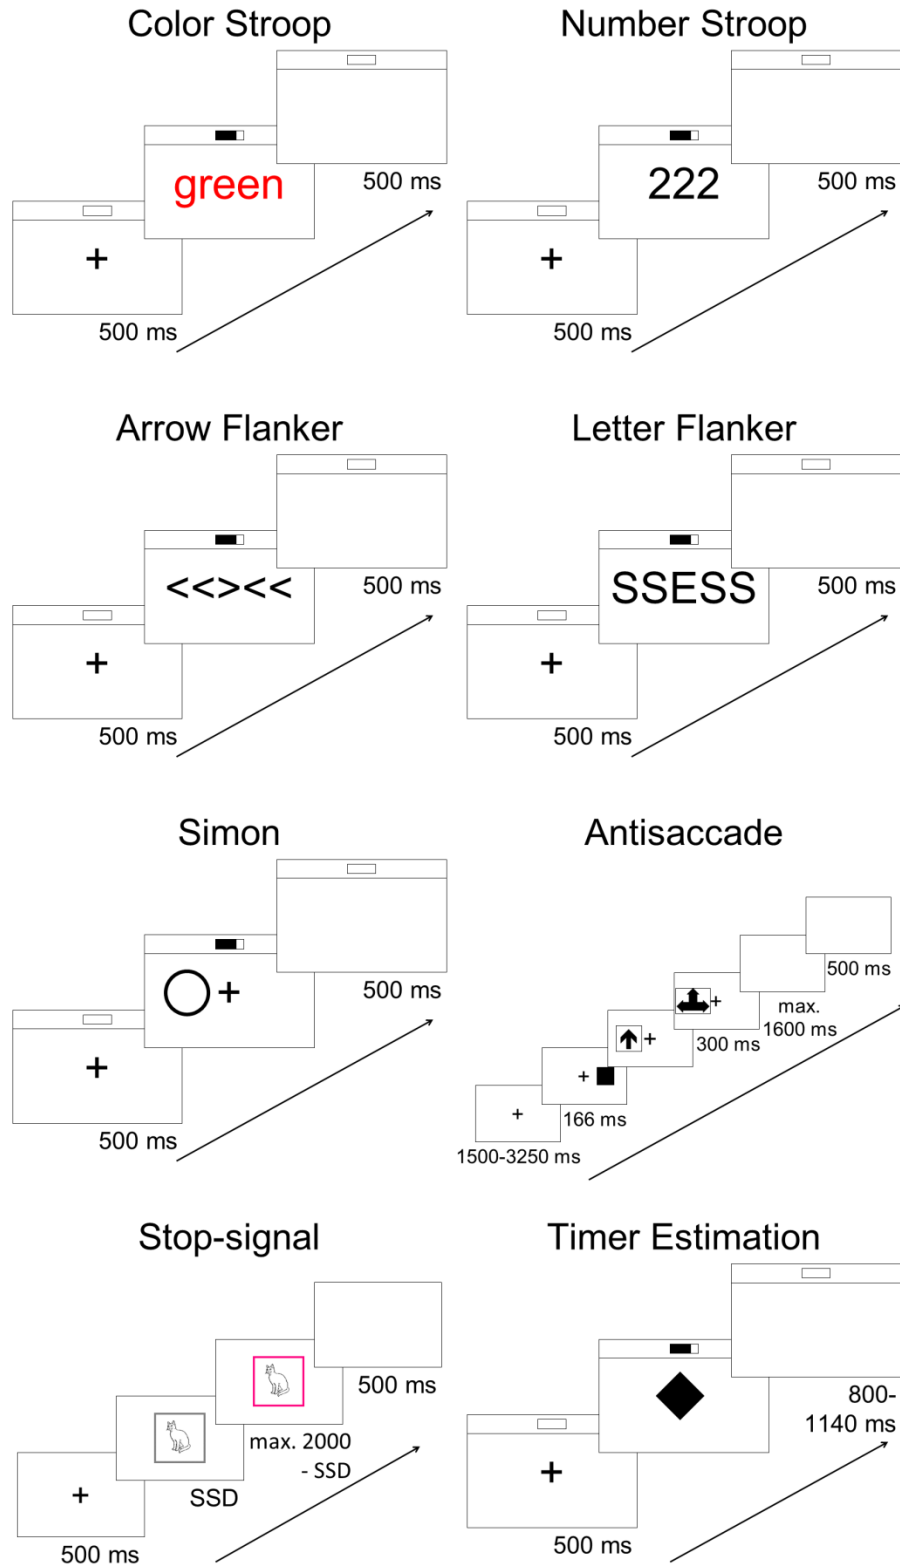 Color Stroop
500 ms
green
+
500 ms
Number Stroop
500 ms
222
+
500 ms
Arrow Flanker
500 ms
<<><<
+
500 ms
Letter Flanker
500 ms
SSESS
+
500 ms
Simon
500 ms
+
+
500 ms
Antisaccade
500 ms
max.
1600 ms
+
300 ms
+
+
166 ms
+
1500-3250 ms
Stop-signal
500 ms
max. 2000
- SSD
SSD
+
500 ms
Timer Estimation
800-
1140 ms
+
500 ms